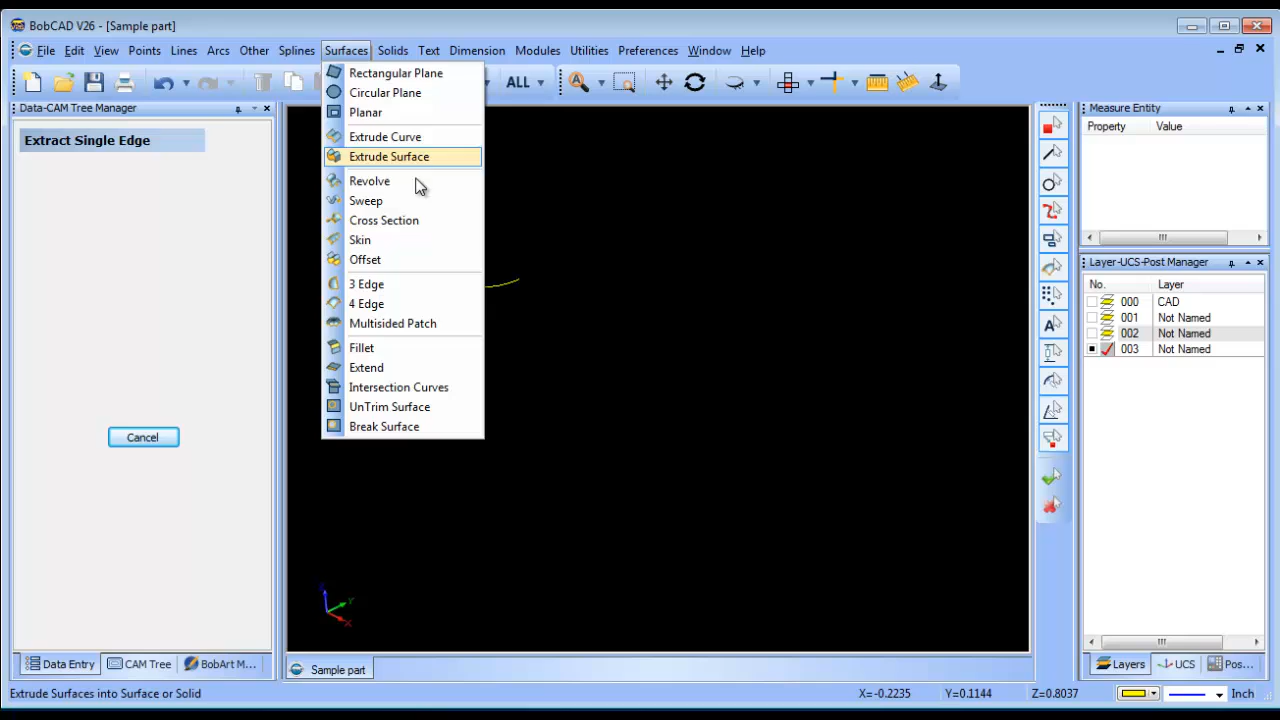 BobCAD V26 - [Sample part]
File Edit View Points Lines Arcs Other Splines Surfaces Solids Text Dimension Modules Utilities Preferences Window Help
ALL
Data-CAM Tree Manager
Extract Single Edge
Cancel
Data Entry CAM Tree BobArt M...
Rectangular Plane
Circular Plane
Planar
Extrude Curve
Extrude Surface
Revolve
Sweep
Cross Section
Skin
Offset
3 Edge
4 Edge
Multisided Patch
Fillet
Extend
Intersection Curves
UnTrim Surface
Break Surface
Y
X
Sample part
Measure Entity
Property Value
Layer-UCS-Post Manager
No. Layer
000 CAD
001 Not Named
002 Not Named
003 Not Named
Layers UCS Pos...
Extrude Surfaces into Surface or Solid
X= -0.2235 Y=0.1144 Z=0.8037 Inch